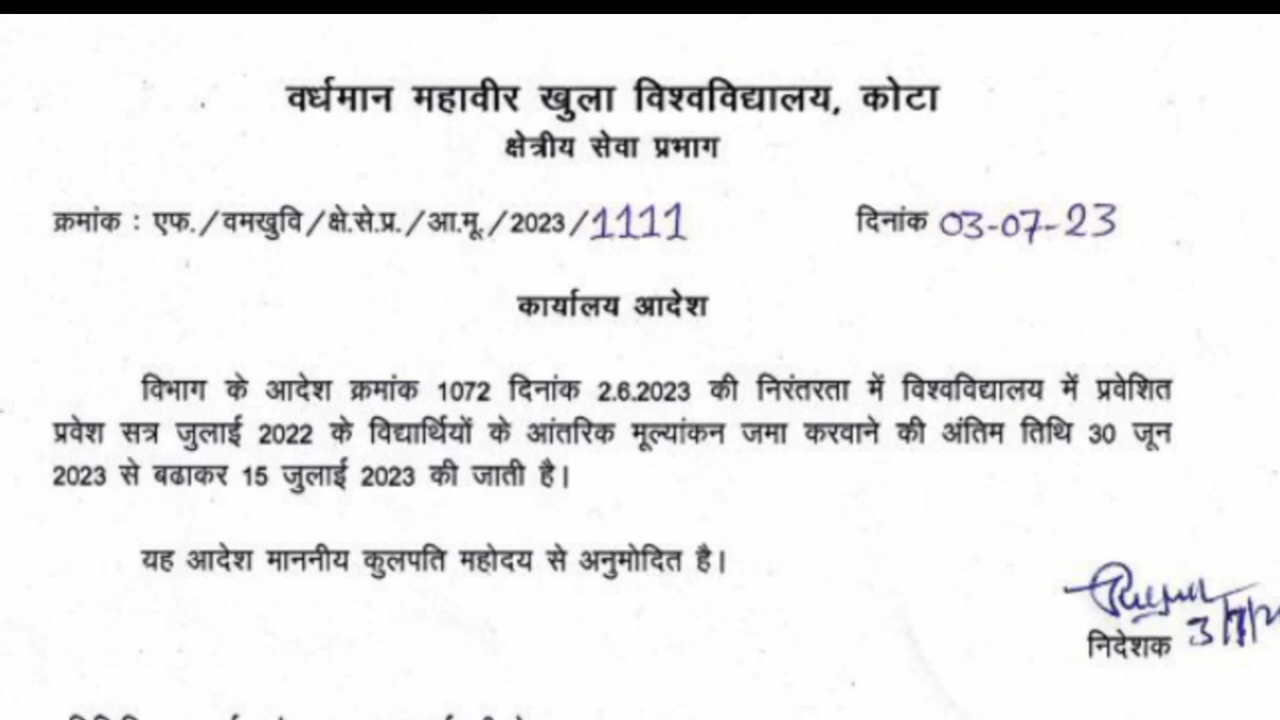 वर्धमान महावीर खुला विश्वविद्यालय, कोटा
क्षेत्रीय सेवा प्रभाग
क्रमांक : एफ./वमखुवि/क्षे.से.प्र./आ.मू./2023/1111 दिनांक 03-07-23
कार्यालय आदेश
विभाग के आदेश क्रमांक 1072 दिनांक 2.6.2023 की निरंतरता में विश्वविद्यालय में प्रवेशित
प्रवेश सत्र जुलाई 2022 के विद्यार्थियों के आंतरिक मूल्यांकन जमा करवाने की अंतिम तिथि 30 जून
2023 से बढाकर 15 जुलाई 2023 की जाती है।
यह आदेश माननीय कुलपति महोदय से अनुमोदित है।
निदेशक